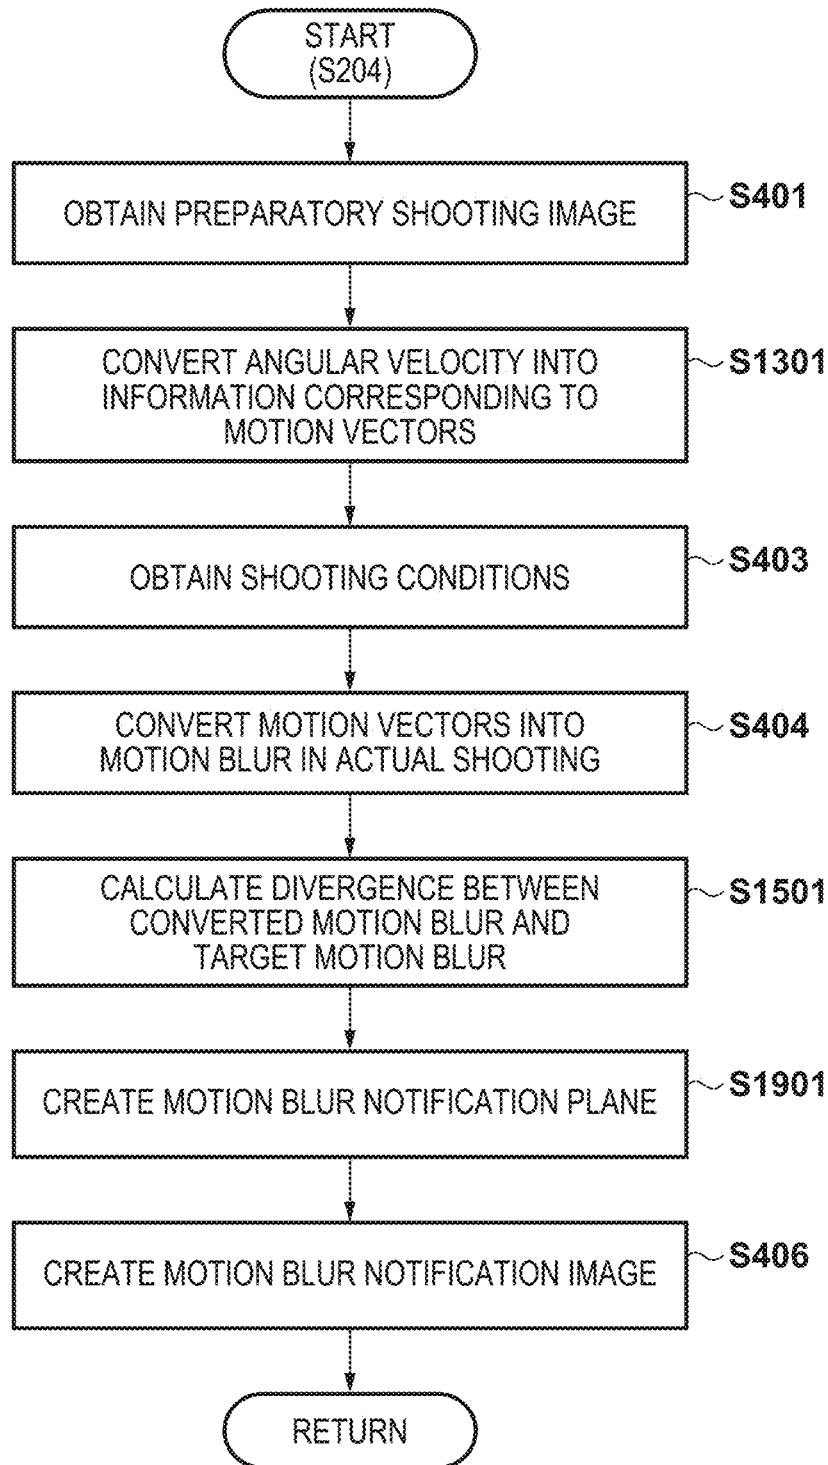 START
(S204)
OBTAIN PREPARATORY SHOOTING IMAGE
S401
CONVERT ANGULAR VELOCITY INTO
INFORMATION CORRESPONDING TO
MOTION VECTORS
S1301
OBTAIN SHOOTING CONDITIONS
S403
CONVERT MOTION VECTORS INTO
MOTION BLUR IN ACTUAL SHOOTING
S404
CALCULATE DIVERGENCE BETWEEN
CONVERTED MOTION BLUR AND
TARGET MOTION BLUR
S1501
CREATE MOTION BLUR NOTIFICATION PLANE
S1901
CREATE MOTION BLUR NOTIFICATION IMAGE
S406
RETURN